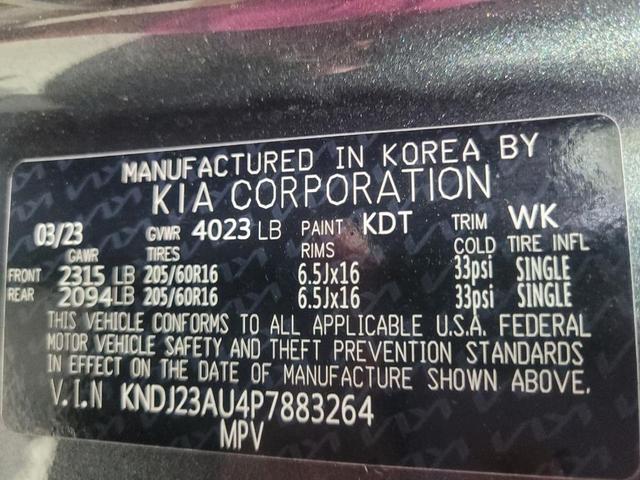 MANUFACTURED IN KOREA BY
KIA CORPORATION
03/23 GVWR 4023 LB PAINT KDT TRIM WK
GAWR TIRES RIMS COLD TIRE INFL
FRONT 2315 LB 205/60R16 6.5Jx16 33psi SINGLE
REAR 2094LB 205/60R16 6.5Jx16 33psi SINGLE
THIS VEHICLE CONFORMS TO ALL APPLICABLE U.S.A. FEDERAL
MOTOR VEHICLE SAFETY AND THEFT PREVENTION STANDARDS
IN EFFECT ON THE DATE OF MANUFACTURE SHOWN ABOVE.
V.I.N KNDJ23AU4P7883264
MPV